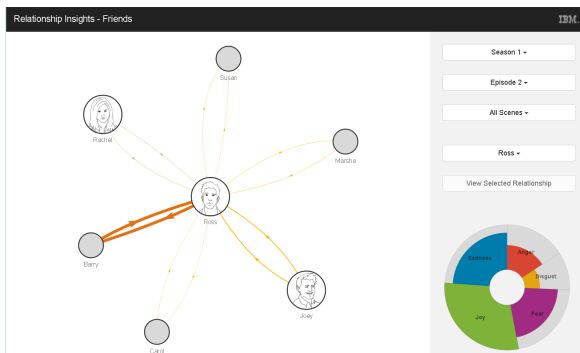 Relationship Insights - Friends
IBM
Season 1
Episode 2
All Scenes
Ross
View Selected Relationship
Susan
Rachel
Marsha
Ross
Barry
Joey
Carol
Sadness
Anger
Disgust
Fear
Joy